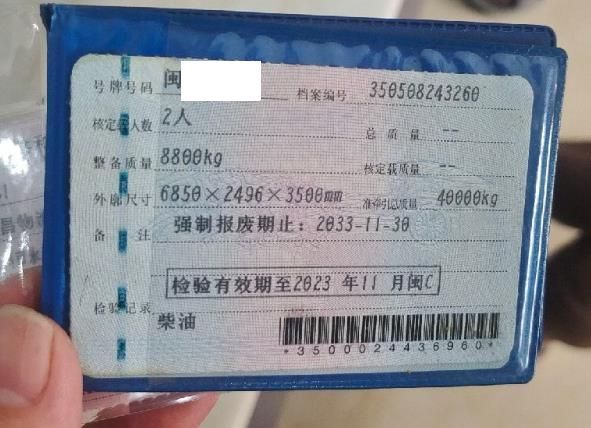 号牌号码 闽 档案编号 350508243260
核定载人数 2人 总质量 --
整备质量 8800kg 核定载质量 --
外廓尺寸 6850×2496×3500mm 准牵引总质量 40000kg
备注 强制报废期止：2033-11-30
检验有效期至2023 年11 月闽C
检验记录
柴油
*3500024436960*